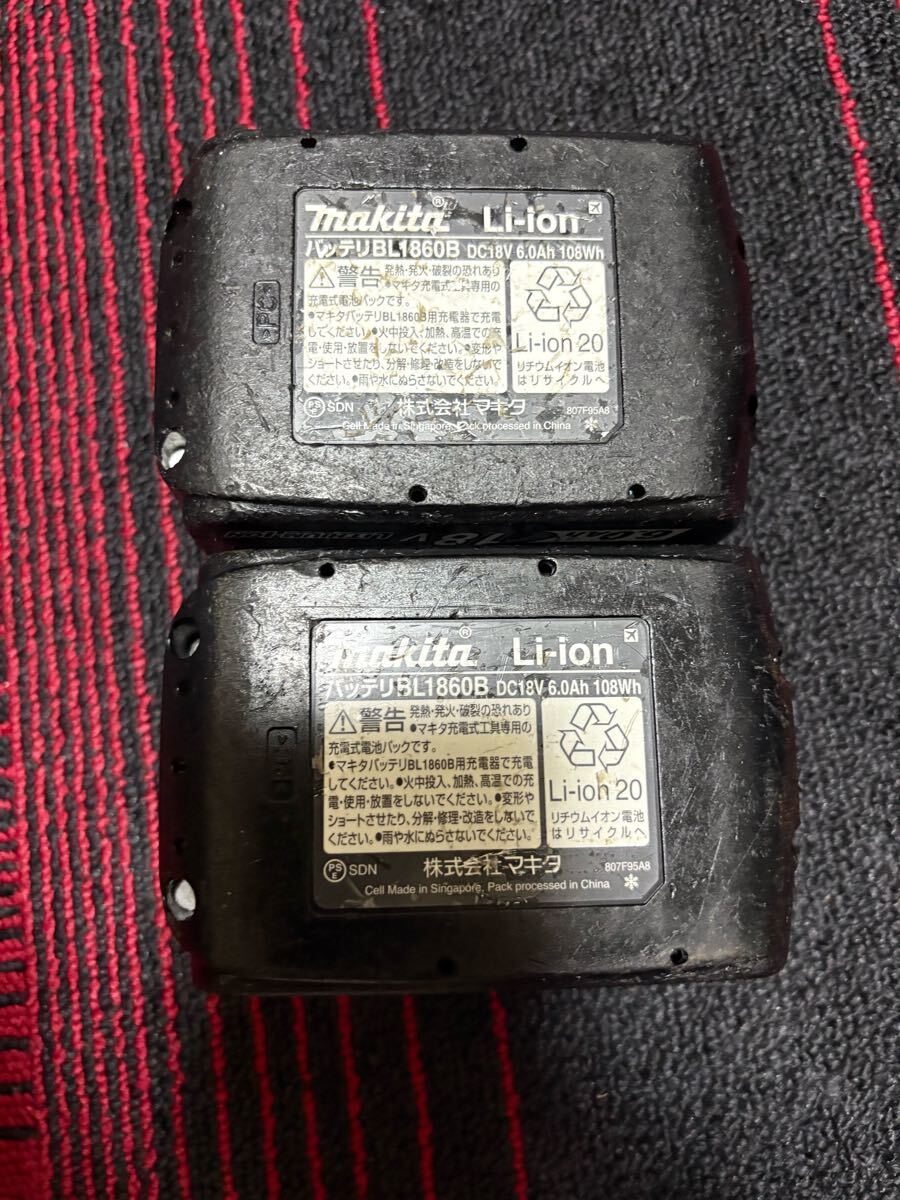 makita® Li-ion
バッテリBL1860B DC18V 6.0Ah 108Wh
警告 発熱・発火・破裂の恐れあり
●マキタ充電式工具専用の
充電式電池パックです。
●マキタバッテリBL1860B用充電器で充電
してください。●火中投入、加熱、高温での充
電・使用・放置をしないでください。●変形や
ショートさせたり、分解・修理・改造をしないで
ください。●雨や水にぬらさないでください。
Li-ion 20
リチウムイオン電池
はリサイクルへ
>PC<
PS
E SDN 株式会社マキタ 807F95A8
Cell Made in Singapore. Pack processed in China
18V
makita® Li-ion
バッテリBL1860B DC18V 6.0Ah 108Wh
警告 発熱・発火・破裂の恐れあり
●マキタ充電式工具専用の
充電式電池パックです。
●マキタバッテリBL1860B用充電器で充電
してください。●火中投入、加熱、高温での充
電・使用・放置をしないでください。●変形や
ショートさせたり、分解・修理・改造をしないで
ください。●雨や水にぬらさないでください。
Li-ion 20
リチウムイオン電池
はリサイクルへ
PS
E SDN 株式会社マキタ 807F95A8
Cell Made in Singapore. Pack processed in China